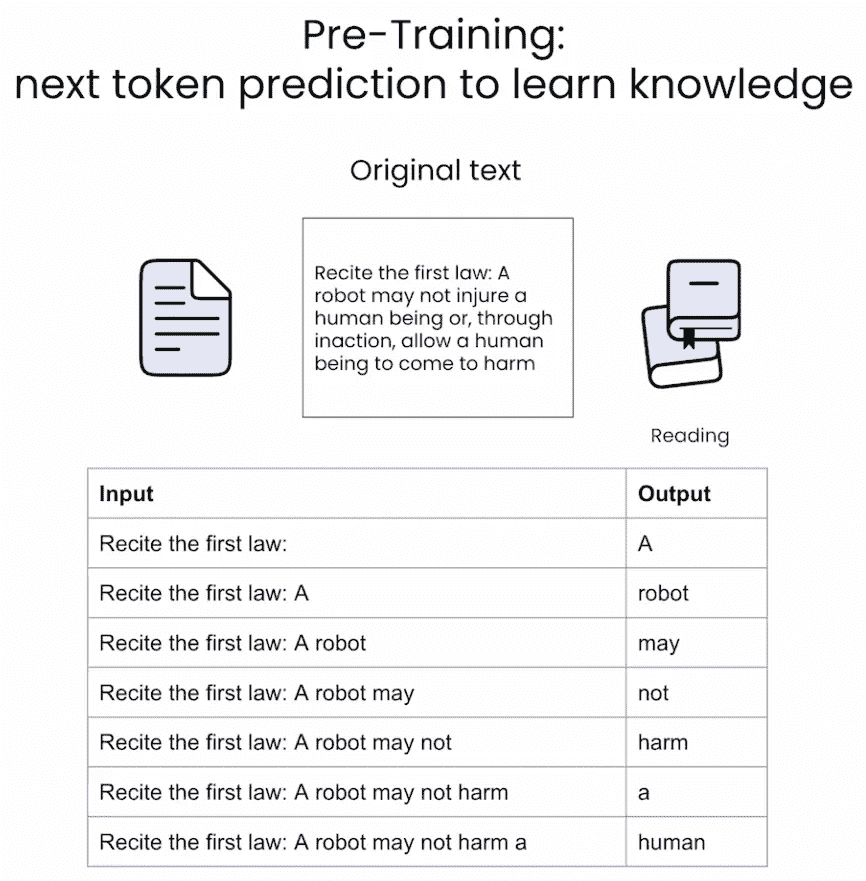 Pre-Training:
next token prediction to learn knowledge
Original text
Recite the first law: A
robot may not injure a
human being or, through
inaction, allow a human
being to come to harm
Reading
Input Output
Recite the first law: A
Recite the first law: A robot
Recite the first law: A robot may
Recite the first law: A robot may not
Recite the first law: A robot may not harm
Recite the first law: A robot may not harm a
Recite the first law: A robot may not harm a human